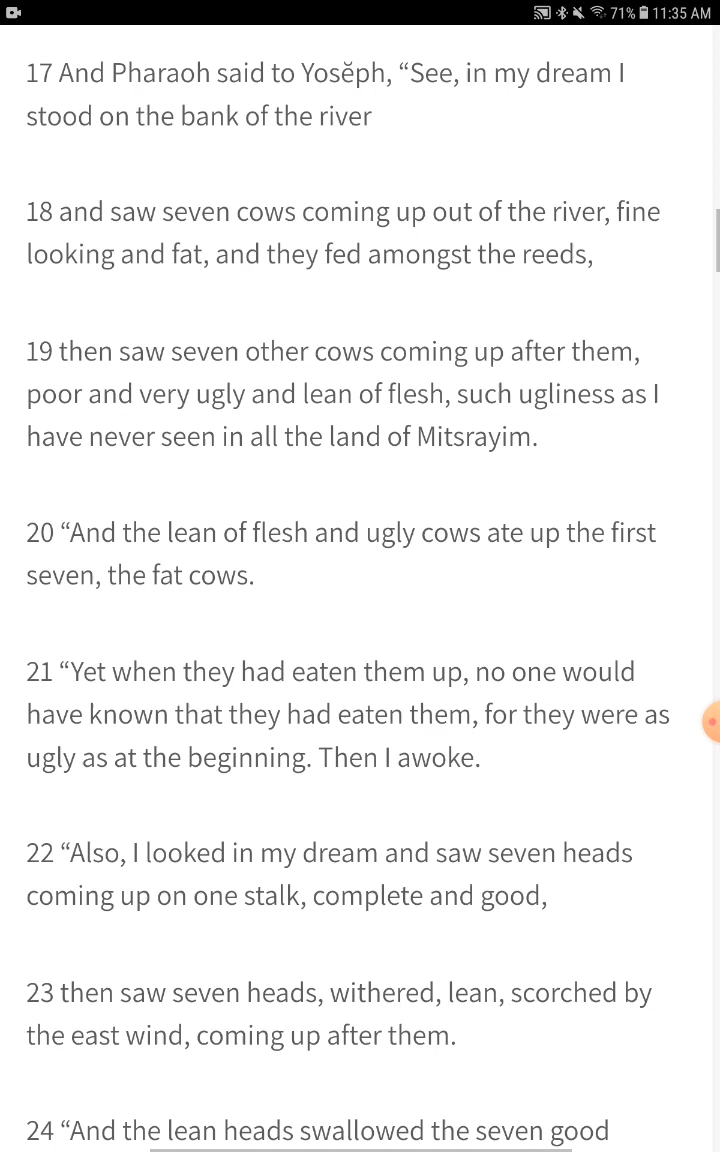 71% 11:35 AM
17 And Pharaoh said to Yosĕph, “See, in my dream I
stood on the bank of the river
18 and saw seven cows coming up out of the river, fine
looking and fat, and they fed amongst the reeds,
19 then saw seven other cows coming up after them,
poor and very ugly and lean of flesh, such ugliness as I
have never seen in all the land of Mitsrayim.
20 “And the lean of flesh and ugly cows ate up the first
seven, the fat cows.
21 “Yet when they had eaten them up, no one would
have known that they had eaten them, for they were as
ugly as at the beginning. Then I awoke.
22 “Also, I looked in my dream and saw seven heads
coming up on one stalk, complete and good,
23 then saw seven heads, withered, lean, scorched by
the east wind, coming up after them.
24 “And the lean heads swallowed the seven good